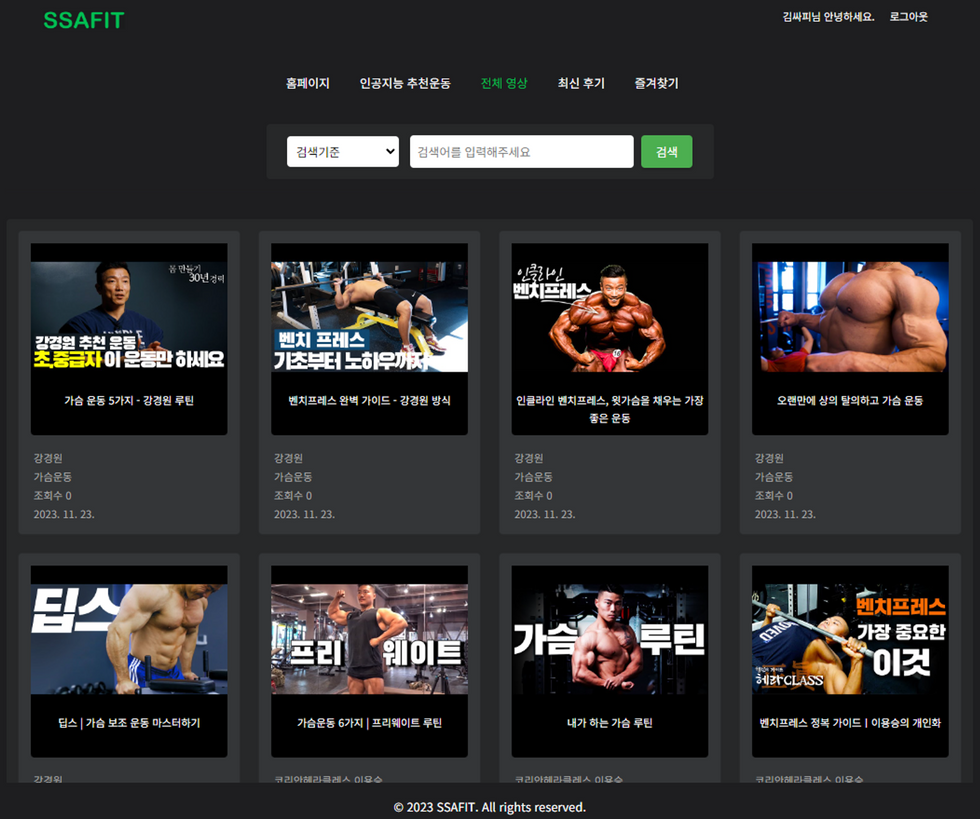 SSAFIT
김싸피님 안녕하세요. 로그아웃
홈페이지 인공지능 추천운동 전체 영상 최신 후기 즐겨찾기
검색기준 검색어를 입력해주세요 검색
몸 만들기
30년 경력
강경원 추천 운동
초,중급자 이 운동만 하세요
가슴 운동 5가지 - 강경원 루틴
강경원
가슴운동
조회수 0
2023. 11. 23.
벤치 프레스
기초부터 노하우까지
벤치프레스 완벽 가이드 - 강경원 방식
강경원
가슴운동
조회수 0
2023. 11. 23.
인클라인
벤치프레스
인클라인 벤치프레스, 윗가슴을 채우는 가장
좋은 운동
강경원
가슴운동
조회수 0
2023. 11. 23.
오랜만에 상의 탈의하고 가슴 운동
강경원
가슴운동
조회수 0
2023. 11. 23.
딥스
딥스 | 가슴 보조 운동 마스터하기
강경원
프리 웨이트
가슴운동 6가지 | 프리웨이트 루틴
코리안헤라클레스 이용승
가슴 루틴
내가 하는 가슴 루틴
코리안헤라클레스 이용승
벤치프레스
가장 중요한
이것
헤라CLASS
벤치프레스 정복 가이드 | 이용승의 개인화
코리안헤라클레스 이용승
© 2023 SSAFIT. All rights reserved.